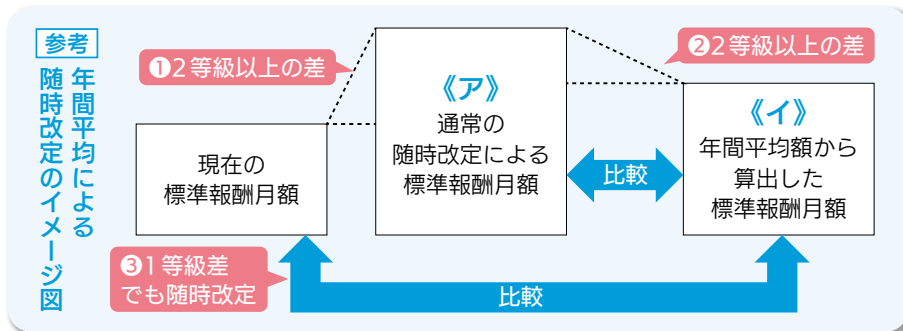 参考
年間平均による
随時改定のイメージ図
❶2等級以上の差
❷2等級以上の差
現在の
標準報酬月額
《ア》
通常の
随時改定による
標準報酬月額
比較
《イ》
年間平均額から
算出した
標準報酬月額
❸1等級差
でも随時改定
比較